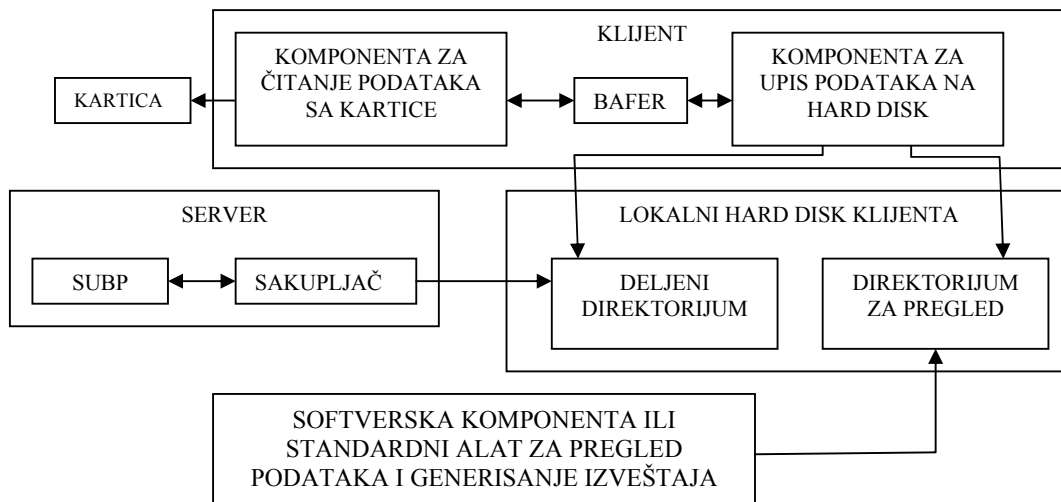 KLIJENT
KOMPONENTA ZA
ČITANJE PODATAKA
SA KARTICE
KOMPONENTA ZA
UPIS PODATAKA NA
HARD DISK
KARTICA
BAFER
SERVER
LOKALNI HARD DISK KLIJENTA
SUBP
SAKUPLJAČ
DELJENI
DIREKTORIJUM
DIREKTORIJUM
ZA PREGLED
SOFTVERSKA KOMPONENTA ILI
STANDARDNI ALAT ZA PREGLED
PODATAKA I GENERISANJE IZVEŠTAJA